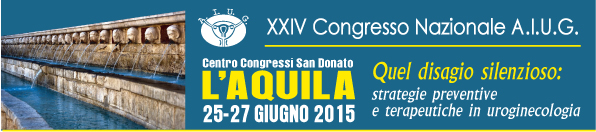 A.I.U.G.
XXIV Congresso Nazionale A.I.U.G.
Centro Congressi San Donato
L'AQUILA
25-27 GIUGNO 2015
Quel disagio silenzioso:
strategie preventive
e terapeutiche in uroginecologia